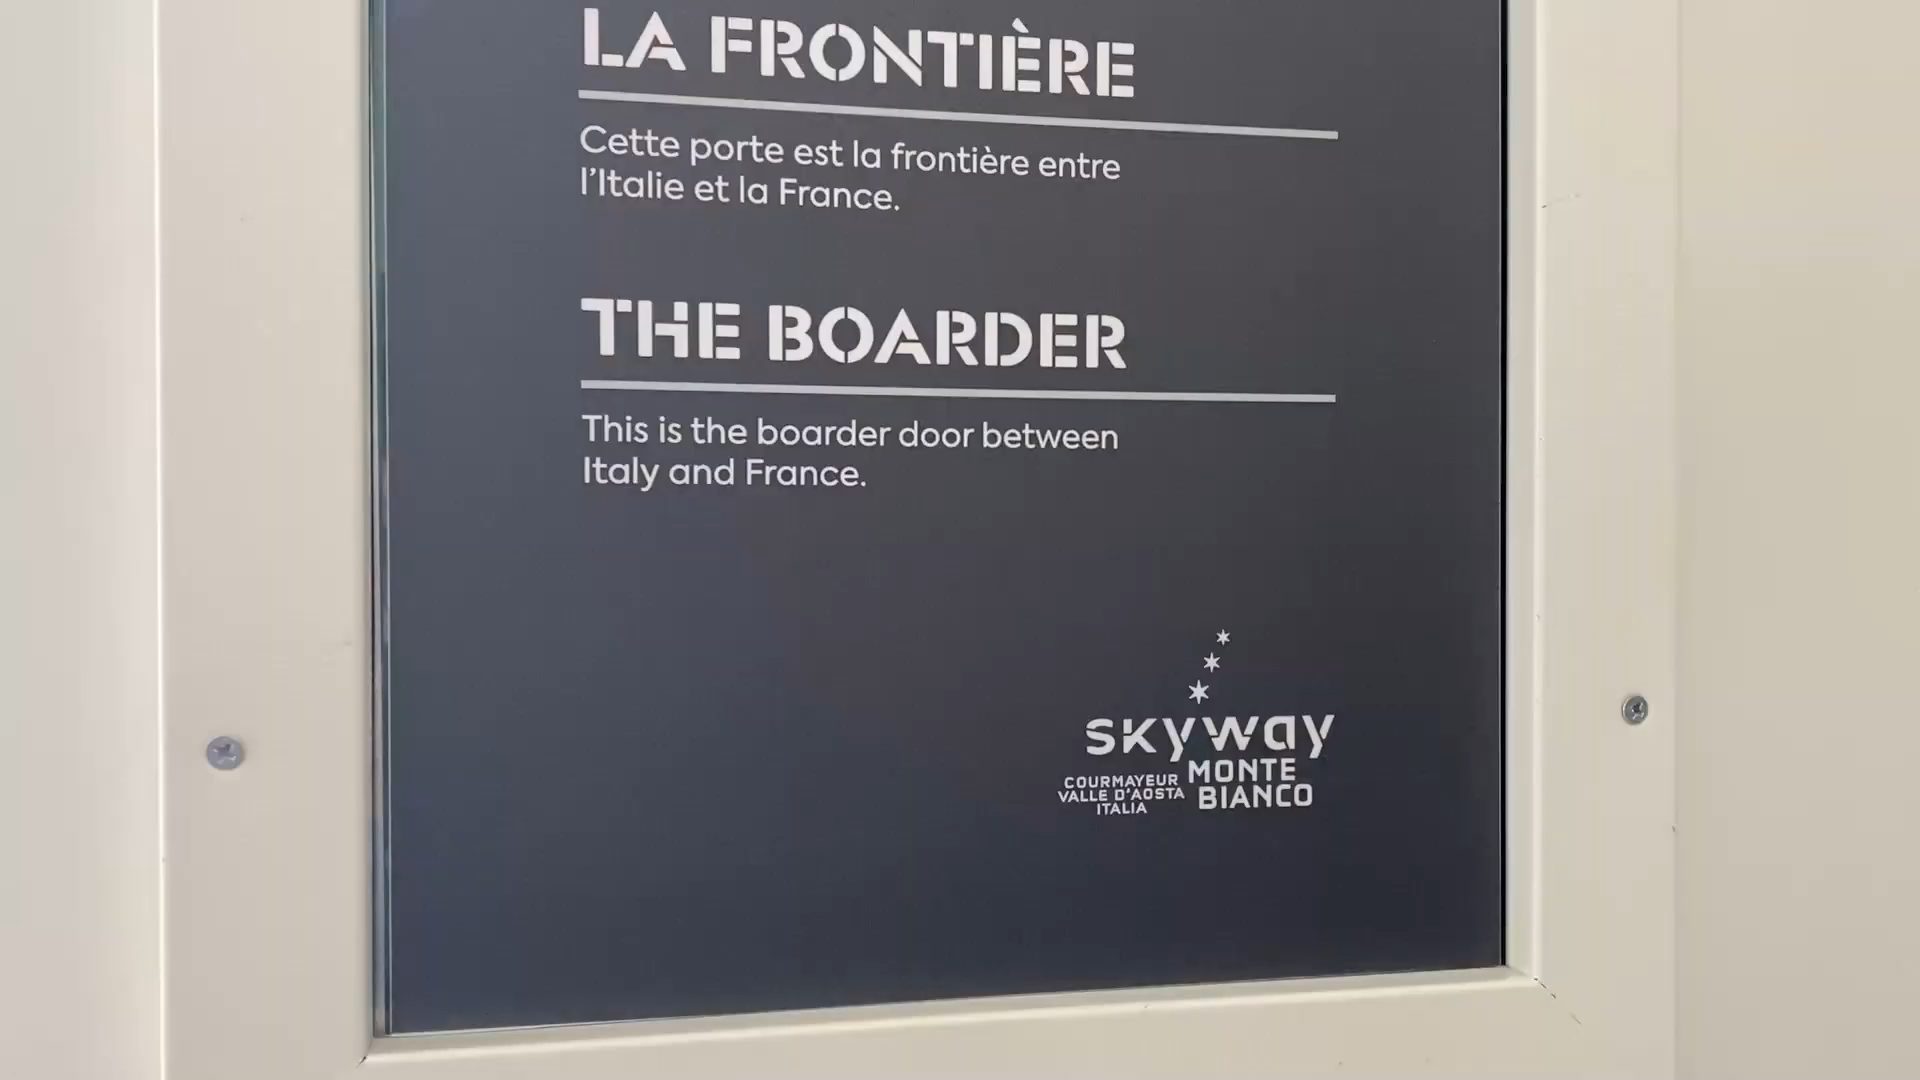 LA FRONTIÈRE
Cette porte est la frontière entre
l'Italie et la France.
THE BOARDER
This is the boarder door between
Italy and France.
skyway
MONTE
BIANCO
COURMAYEUR
VALLE D'AOSTA
ITALIA